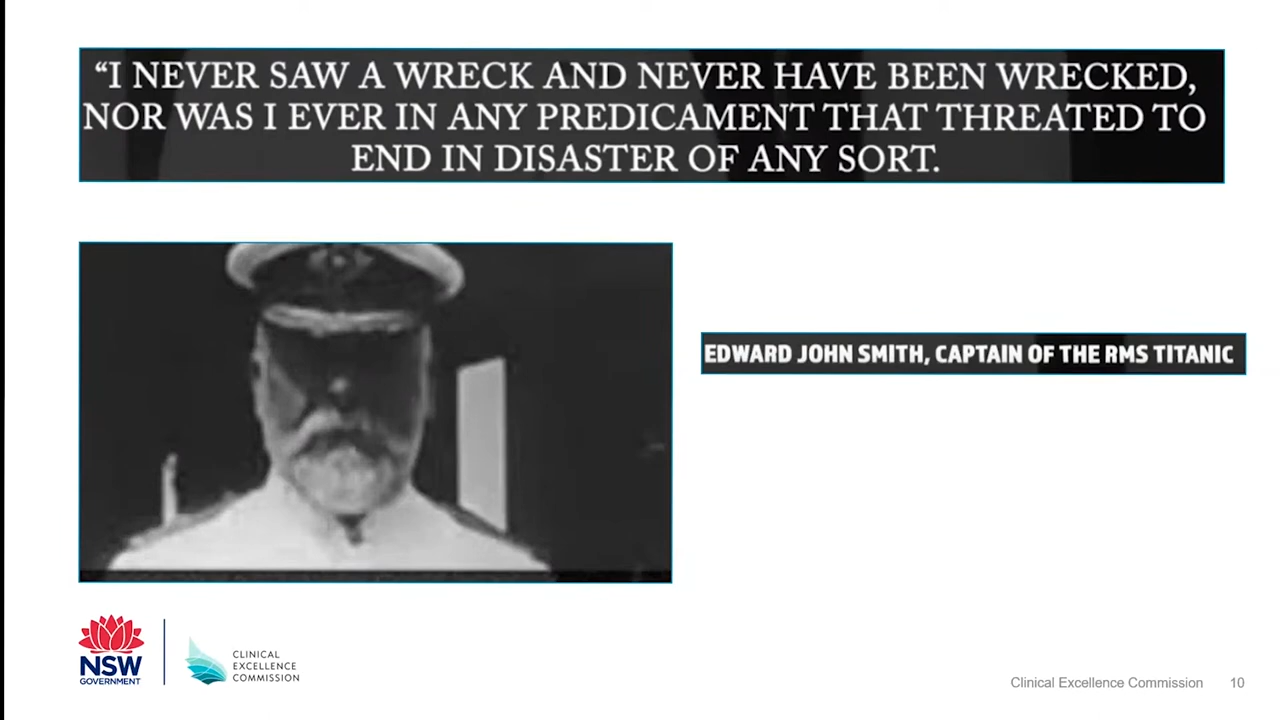 “I NEVER SAW A WRECK AND NEVER HAVE BEEN WRECKED,
NOR WAS I EVER IN ANY PREDICAMENT THAT THREATED TO
END IN DISASTER OF ANY SORT.
EDWARD JOHN SMITH, CAPTAIN OF THE RMS TITANIC
NSW
GOVERNMENT
CLINICAL
EXCELLENCE
COMMISSION
Clinical Excellence Commission 10